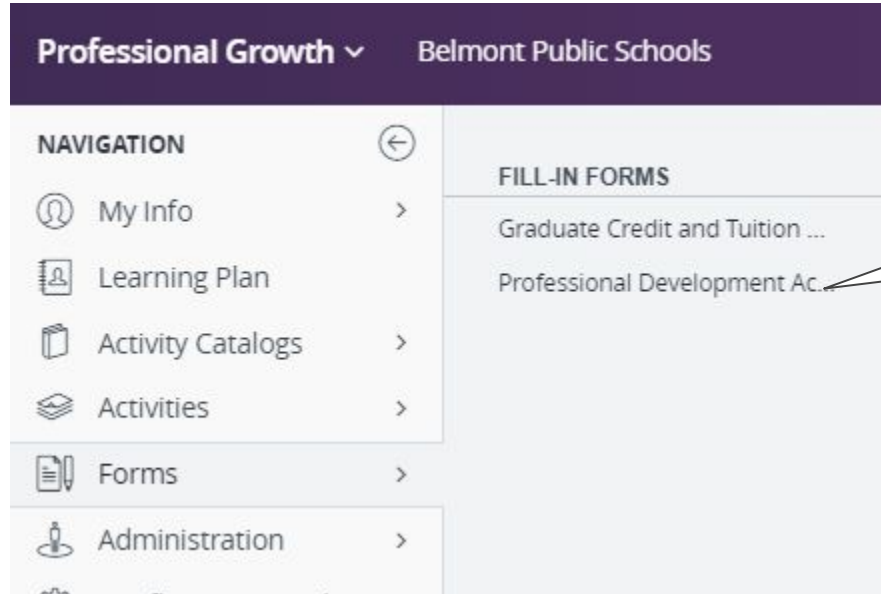 Professional Growth Belmont Public Schools
NAVIGATION
My Info
Learning Plan
Activity Catalogs
Activities
Forms
Administration
FILL-IN FORMS
Graduate Credit and Tuition ...
Professional Development Ac...